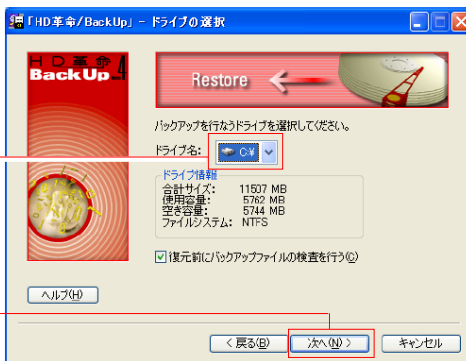 「HD革命/BackUp」 - ドライブの選択
HD革命
BackUp 4
Restore
バックアップを行なうドライブを選択してください。
ドライブ名: C:¥
ドライブ情報
合計サイズ: 11507 MB
使用容量: 5762 MB
空き容量: 5744 MB
ファイルシステム: NTFS
復元前にバックアップファイルの検査を行う(C)
ヘルプ(H)
< 戻る(B) 次へ(N) > キャンセル